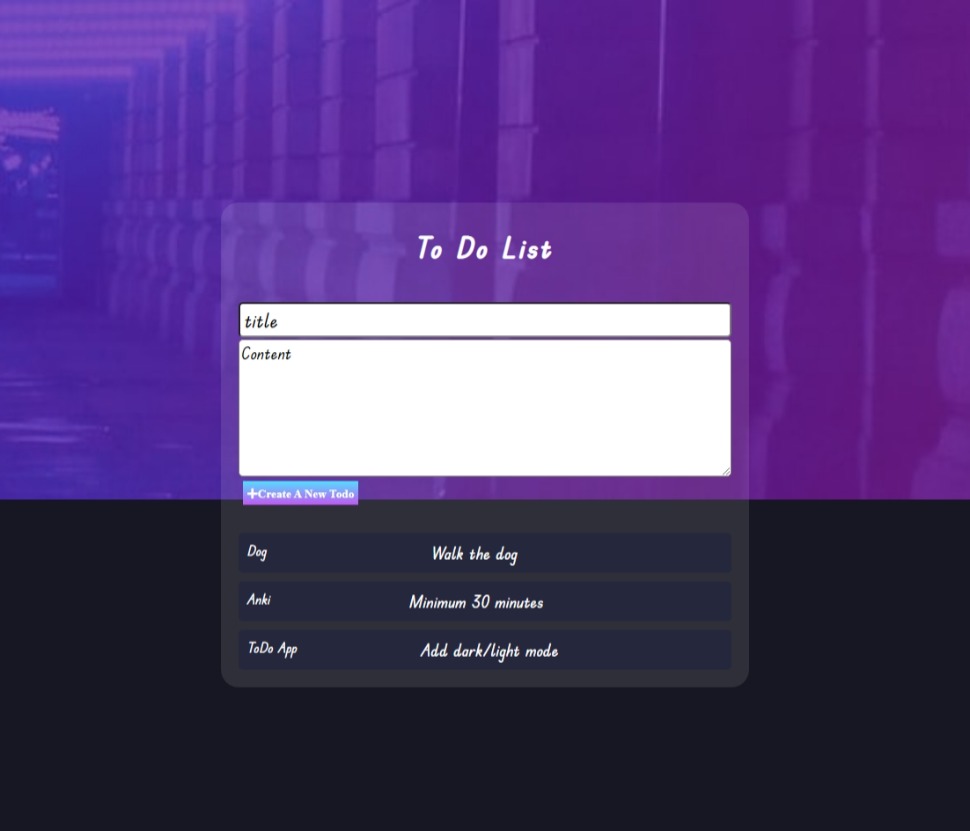 To Do List
title
Content
+Create A New Todo
Dog Walk the dog
Anki Minimum 30 minutes
ToDo App Add dark/light mode